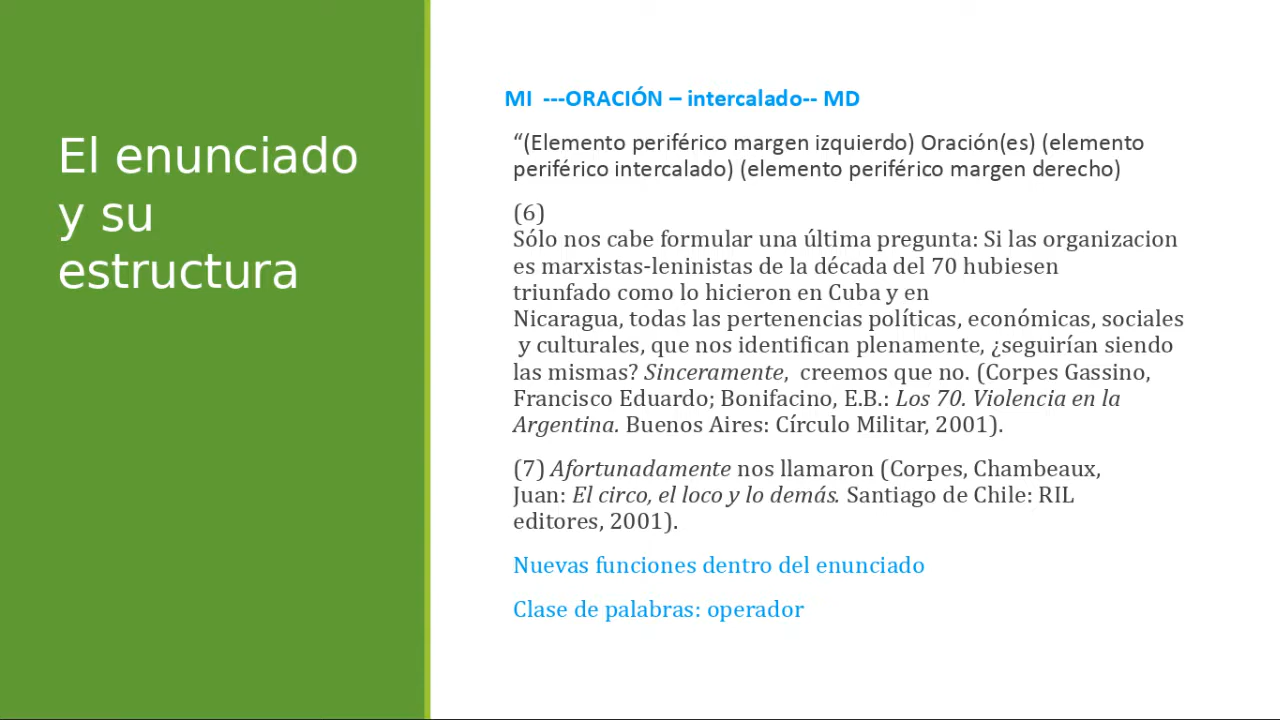 El enunciado
y su
estructura
MI  ---ORACIÓN – intercalado-- MD
“(Elemento periférico margen izquierdo) Oración(es) (elemento
periférico intercalado) (elemento periférico margen derecho)
(6)
Sólo nos cabe formular una última pregunta: Si las organizacion
es marxistas-leninistas de la década del 70 hubiesen
triunfado como lo hicieron en Cuba y en
Nicaragua, todas las pertenencias políticas, económicas, sociales
y culturales, que nos identifican plenamente, ¿seguirían siendo
las mismas? Sinceramente,  creemos que no. (Corpes Gassino,
Francisco Eduardo; Bonifacino, E.B.: Los 70. Violencia en la
Argentina. Buenos Aires: Círculo Militar, 2001).
(7) Afortunadamente nos llamaron (Corpes, Chambeaux,
Juan: El circo, el loco y lo demás. Santiago de Chile: RIL
editores, 2001).
Nuevas funciones dentro del enunciado
Clase de palabras: operador